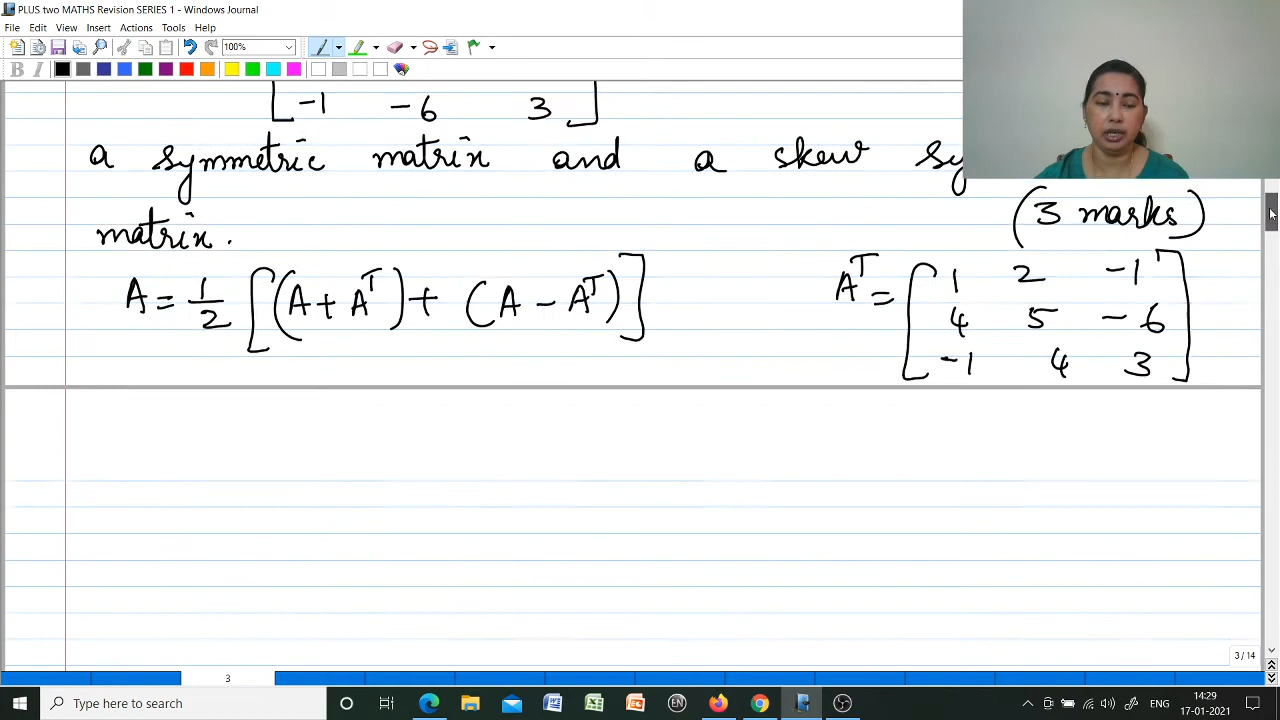 PLUS two MATHS Revision SERIES 1 - Windows Journal
File Edit View Insert Actions Tools Help
100%
B I
[ -1 -6 3 ]
a symmetric matrix and a skew sy
matrix. (3 marks)
A = 1/2 [(A + A^T) + (A - A^T)]
A^T = [ 1 2 -1
4 5 -6
-1 4 3 ]
3 / 14
3
Type here to search
EN
ENG
14:29
17-01-2021